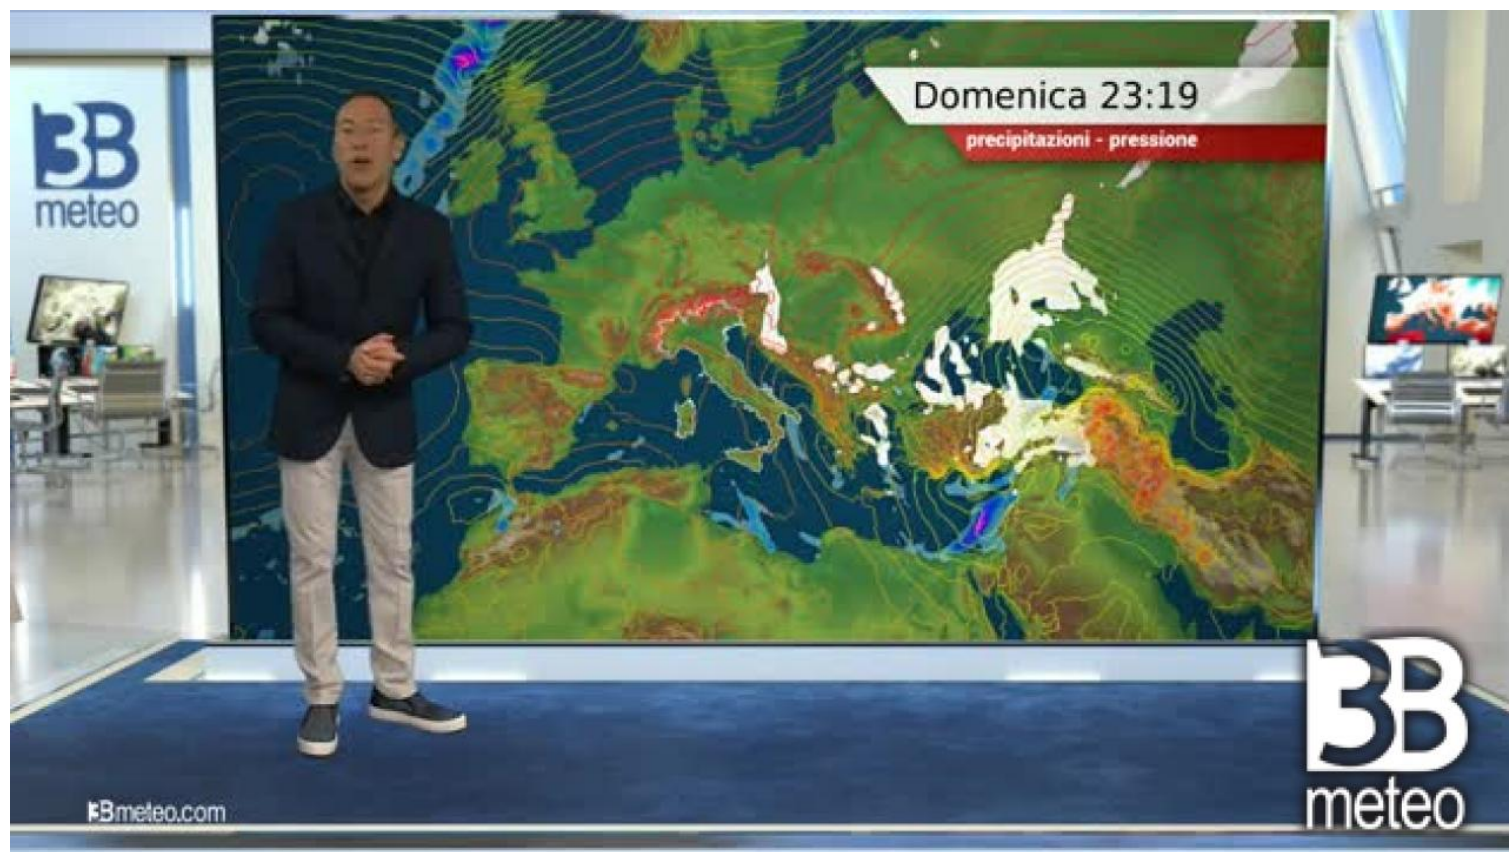 3B
meteo
Domenica 23:19
precipitazioni - pressione
3Bmeteo.com
3B
meteo